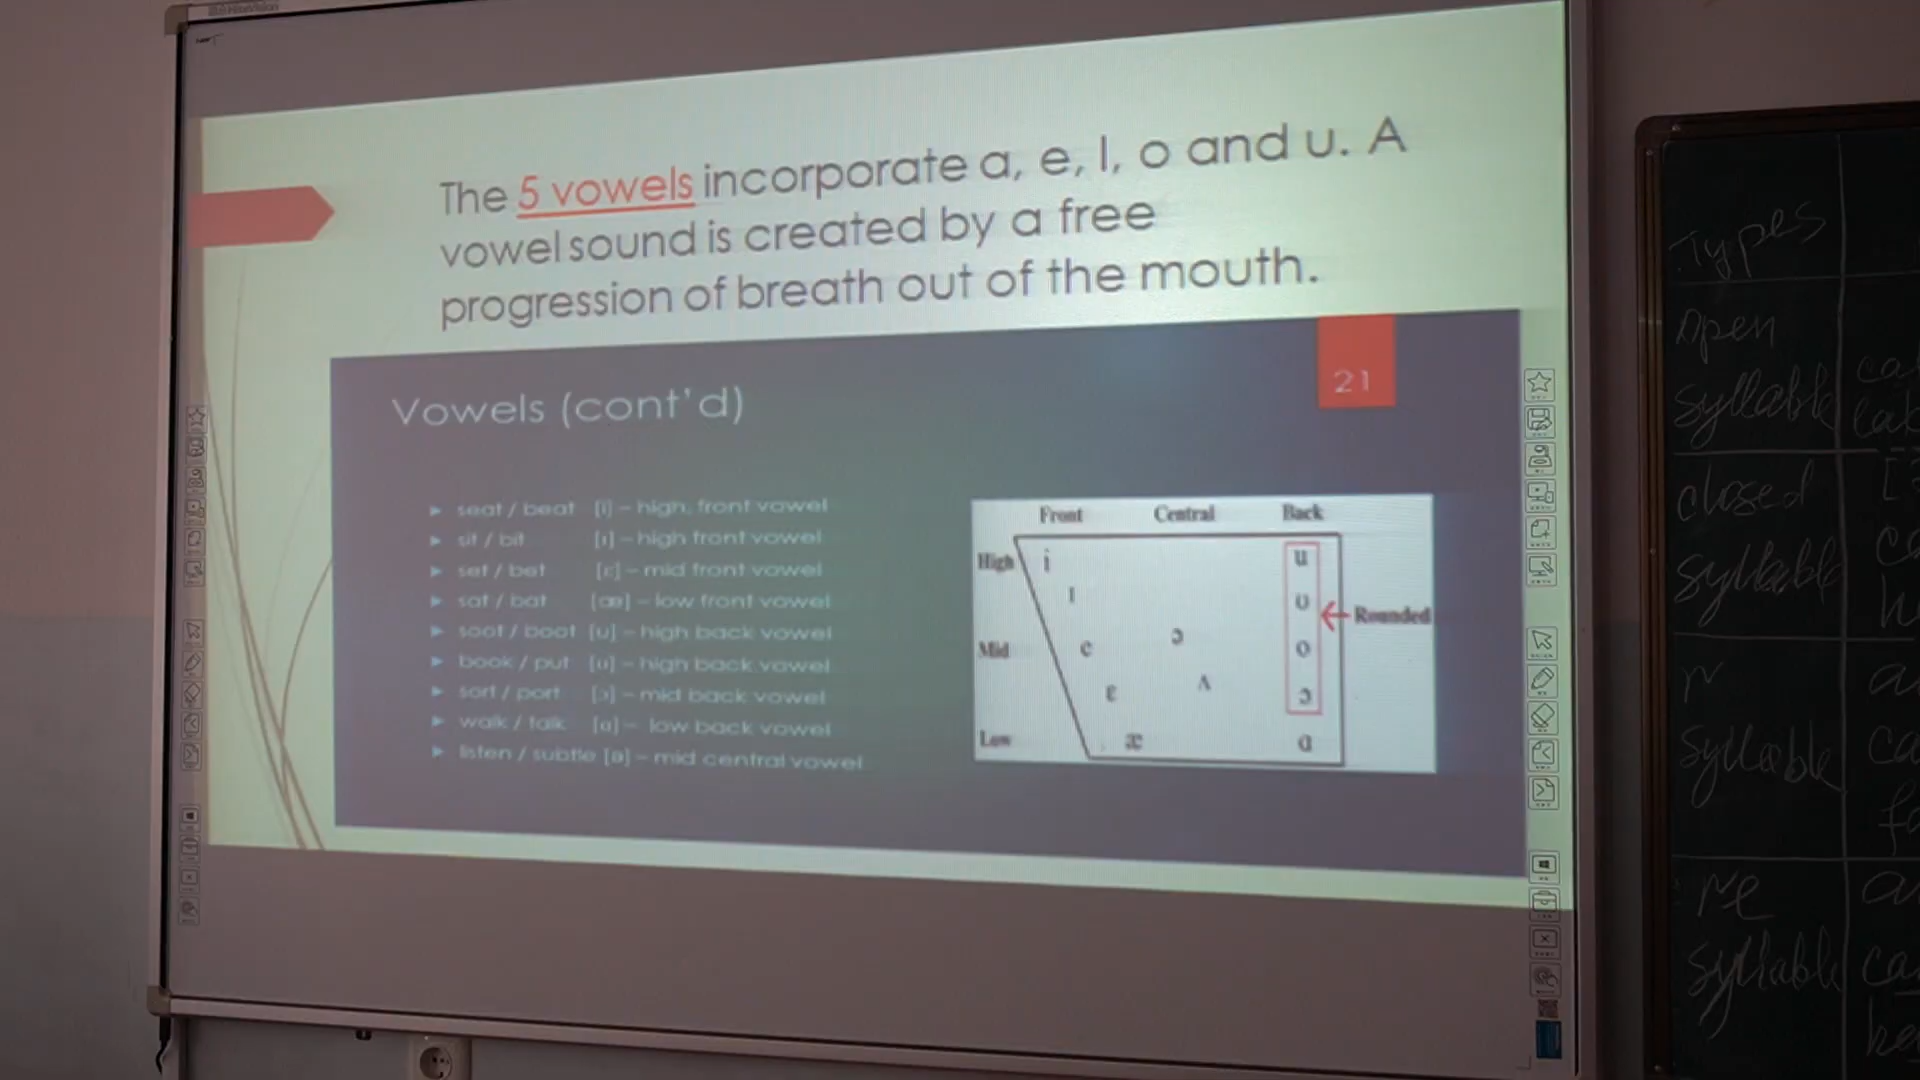 The 5 vowels incorporate a, e, I, o and u. A
vowel sound is created by a free
progression of breath out of the mouth.
21
Vowels (cont'd)
seat / beat [i] – high, front vowel
sit / bit [ɪ] – high front vowel
set / bet [ɛ] – mid front vowel
sat / bat [æ] – low front vowel
soot / boot [u] – high back vowel
book / put [ʊ] – high back vowel
sort / port [ɔ] – mid back vowel
walk / talk [ɑ] – low back vowel
listen / subtle [ə] – mid central vowel
Front Central Back
High i u
ɪ ʊ
Rounded
Mid e ɔ o
ɛ ʌ ɔ
Low æ ɑ
Types
Open
syllable
closed
syllable
r
syllable
re
syllable